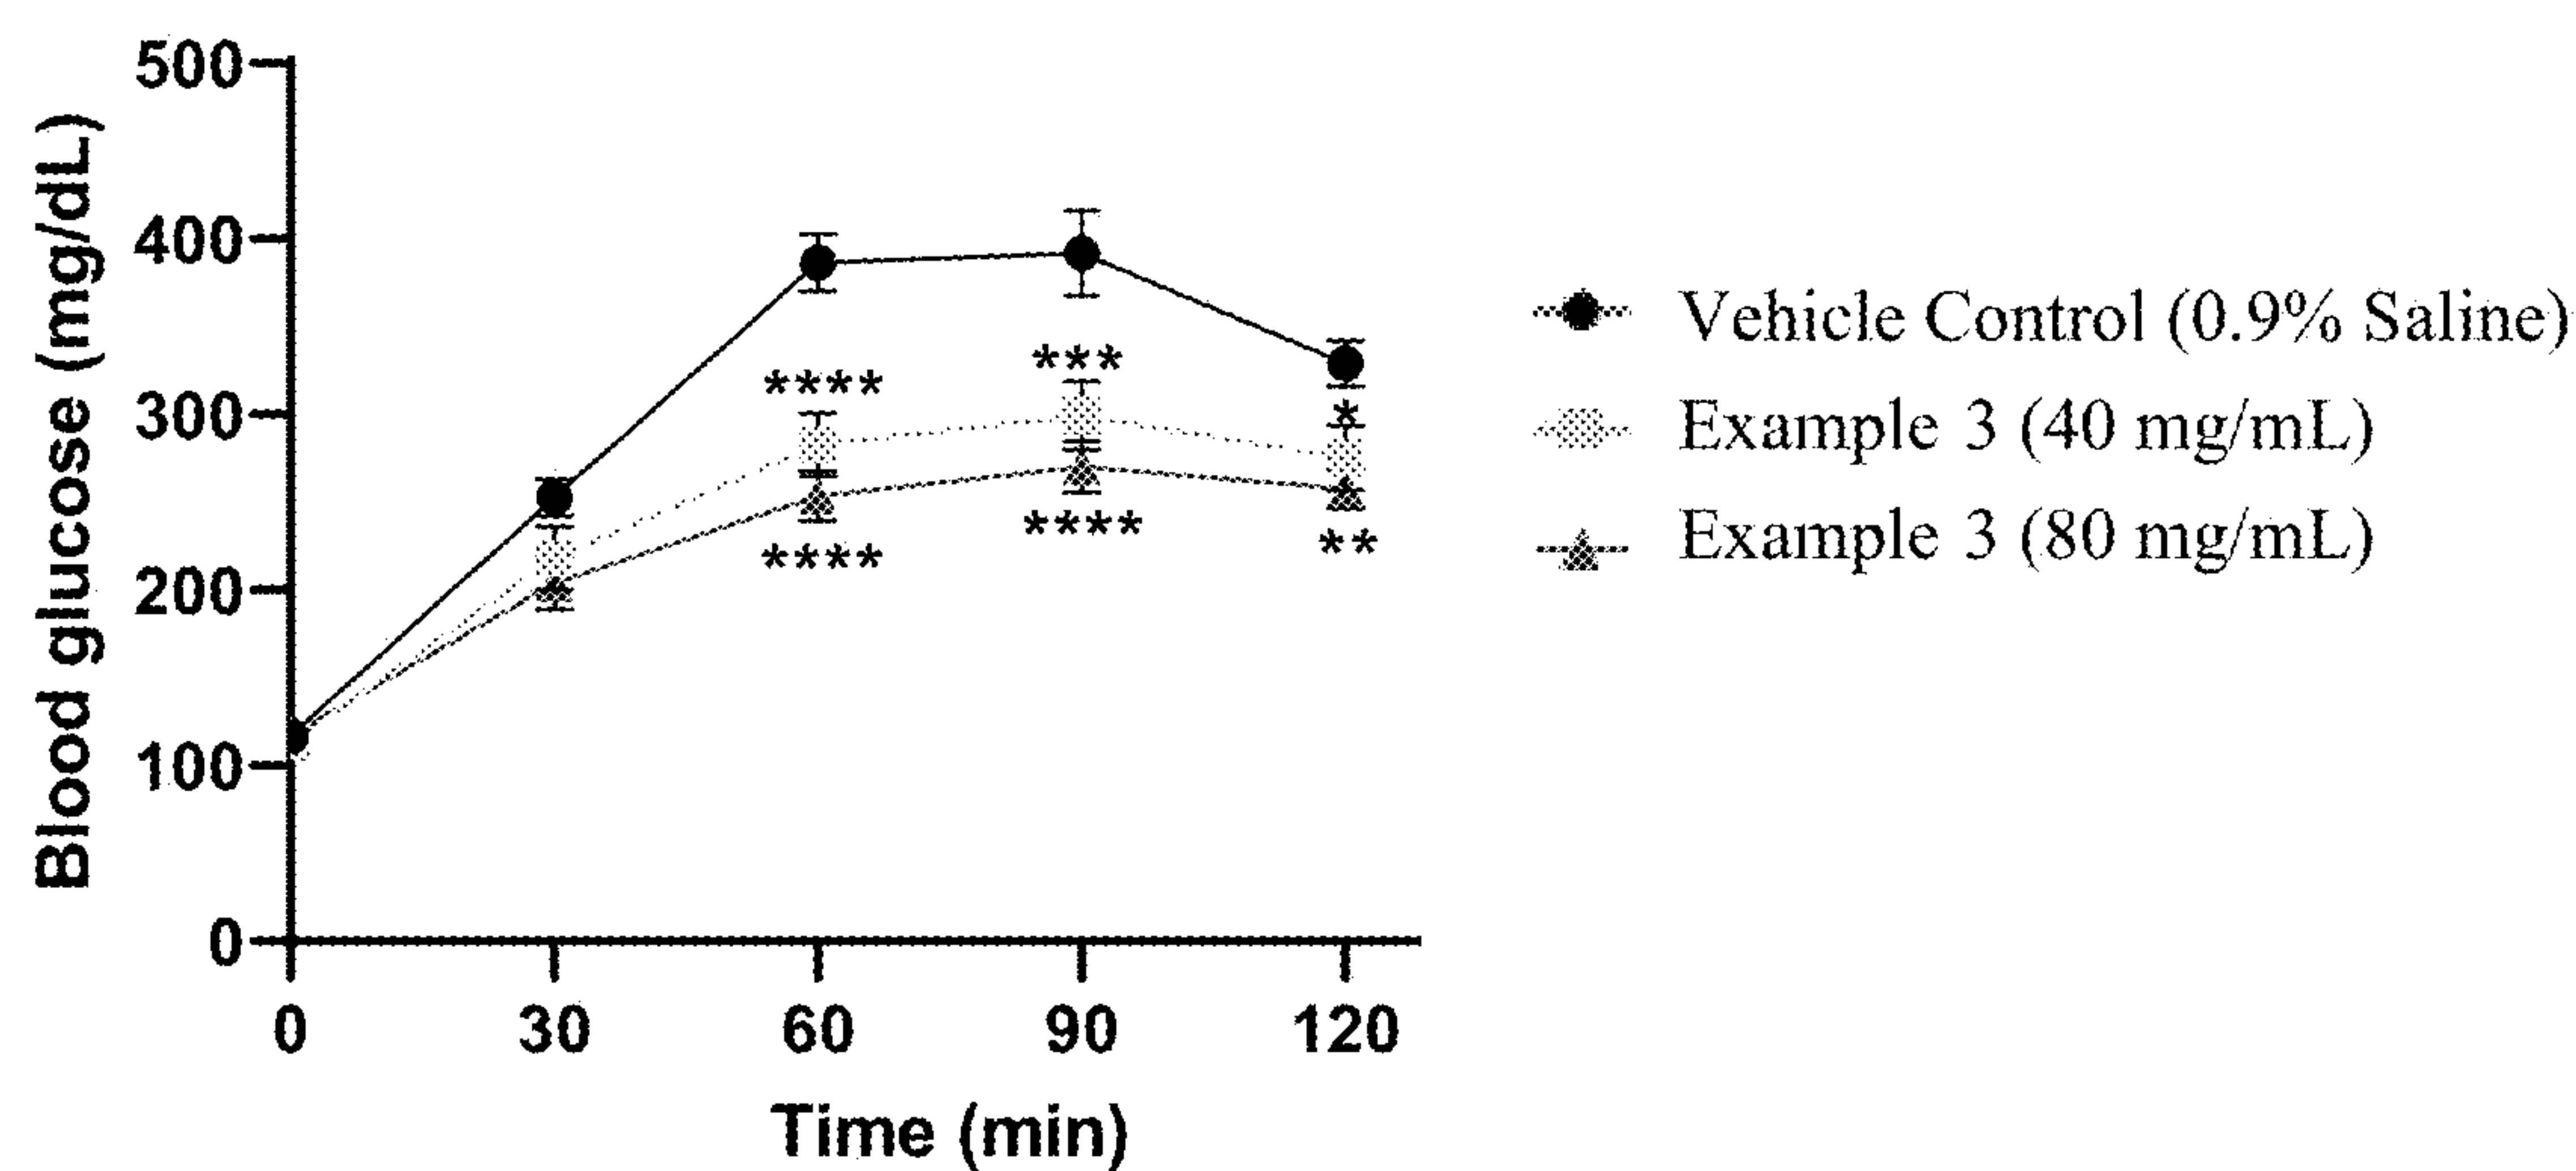 Blood glucose (mg/dL)
500
400
300
200
100
0
0 30 60 90 120
Time (min)
****
***
*
****
****
**
Vehicle Control (0.9% Saline)
Example 3 (40 mg/mL)
Example 3 (80 mg/mL)